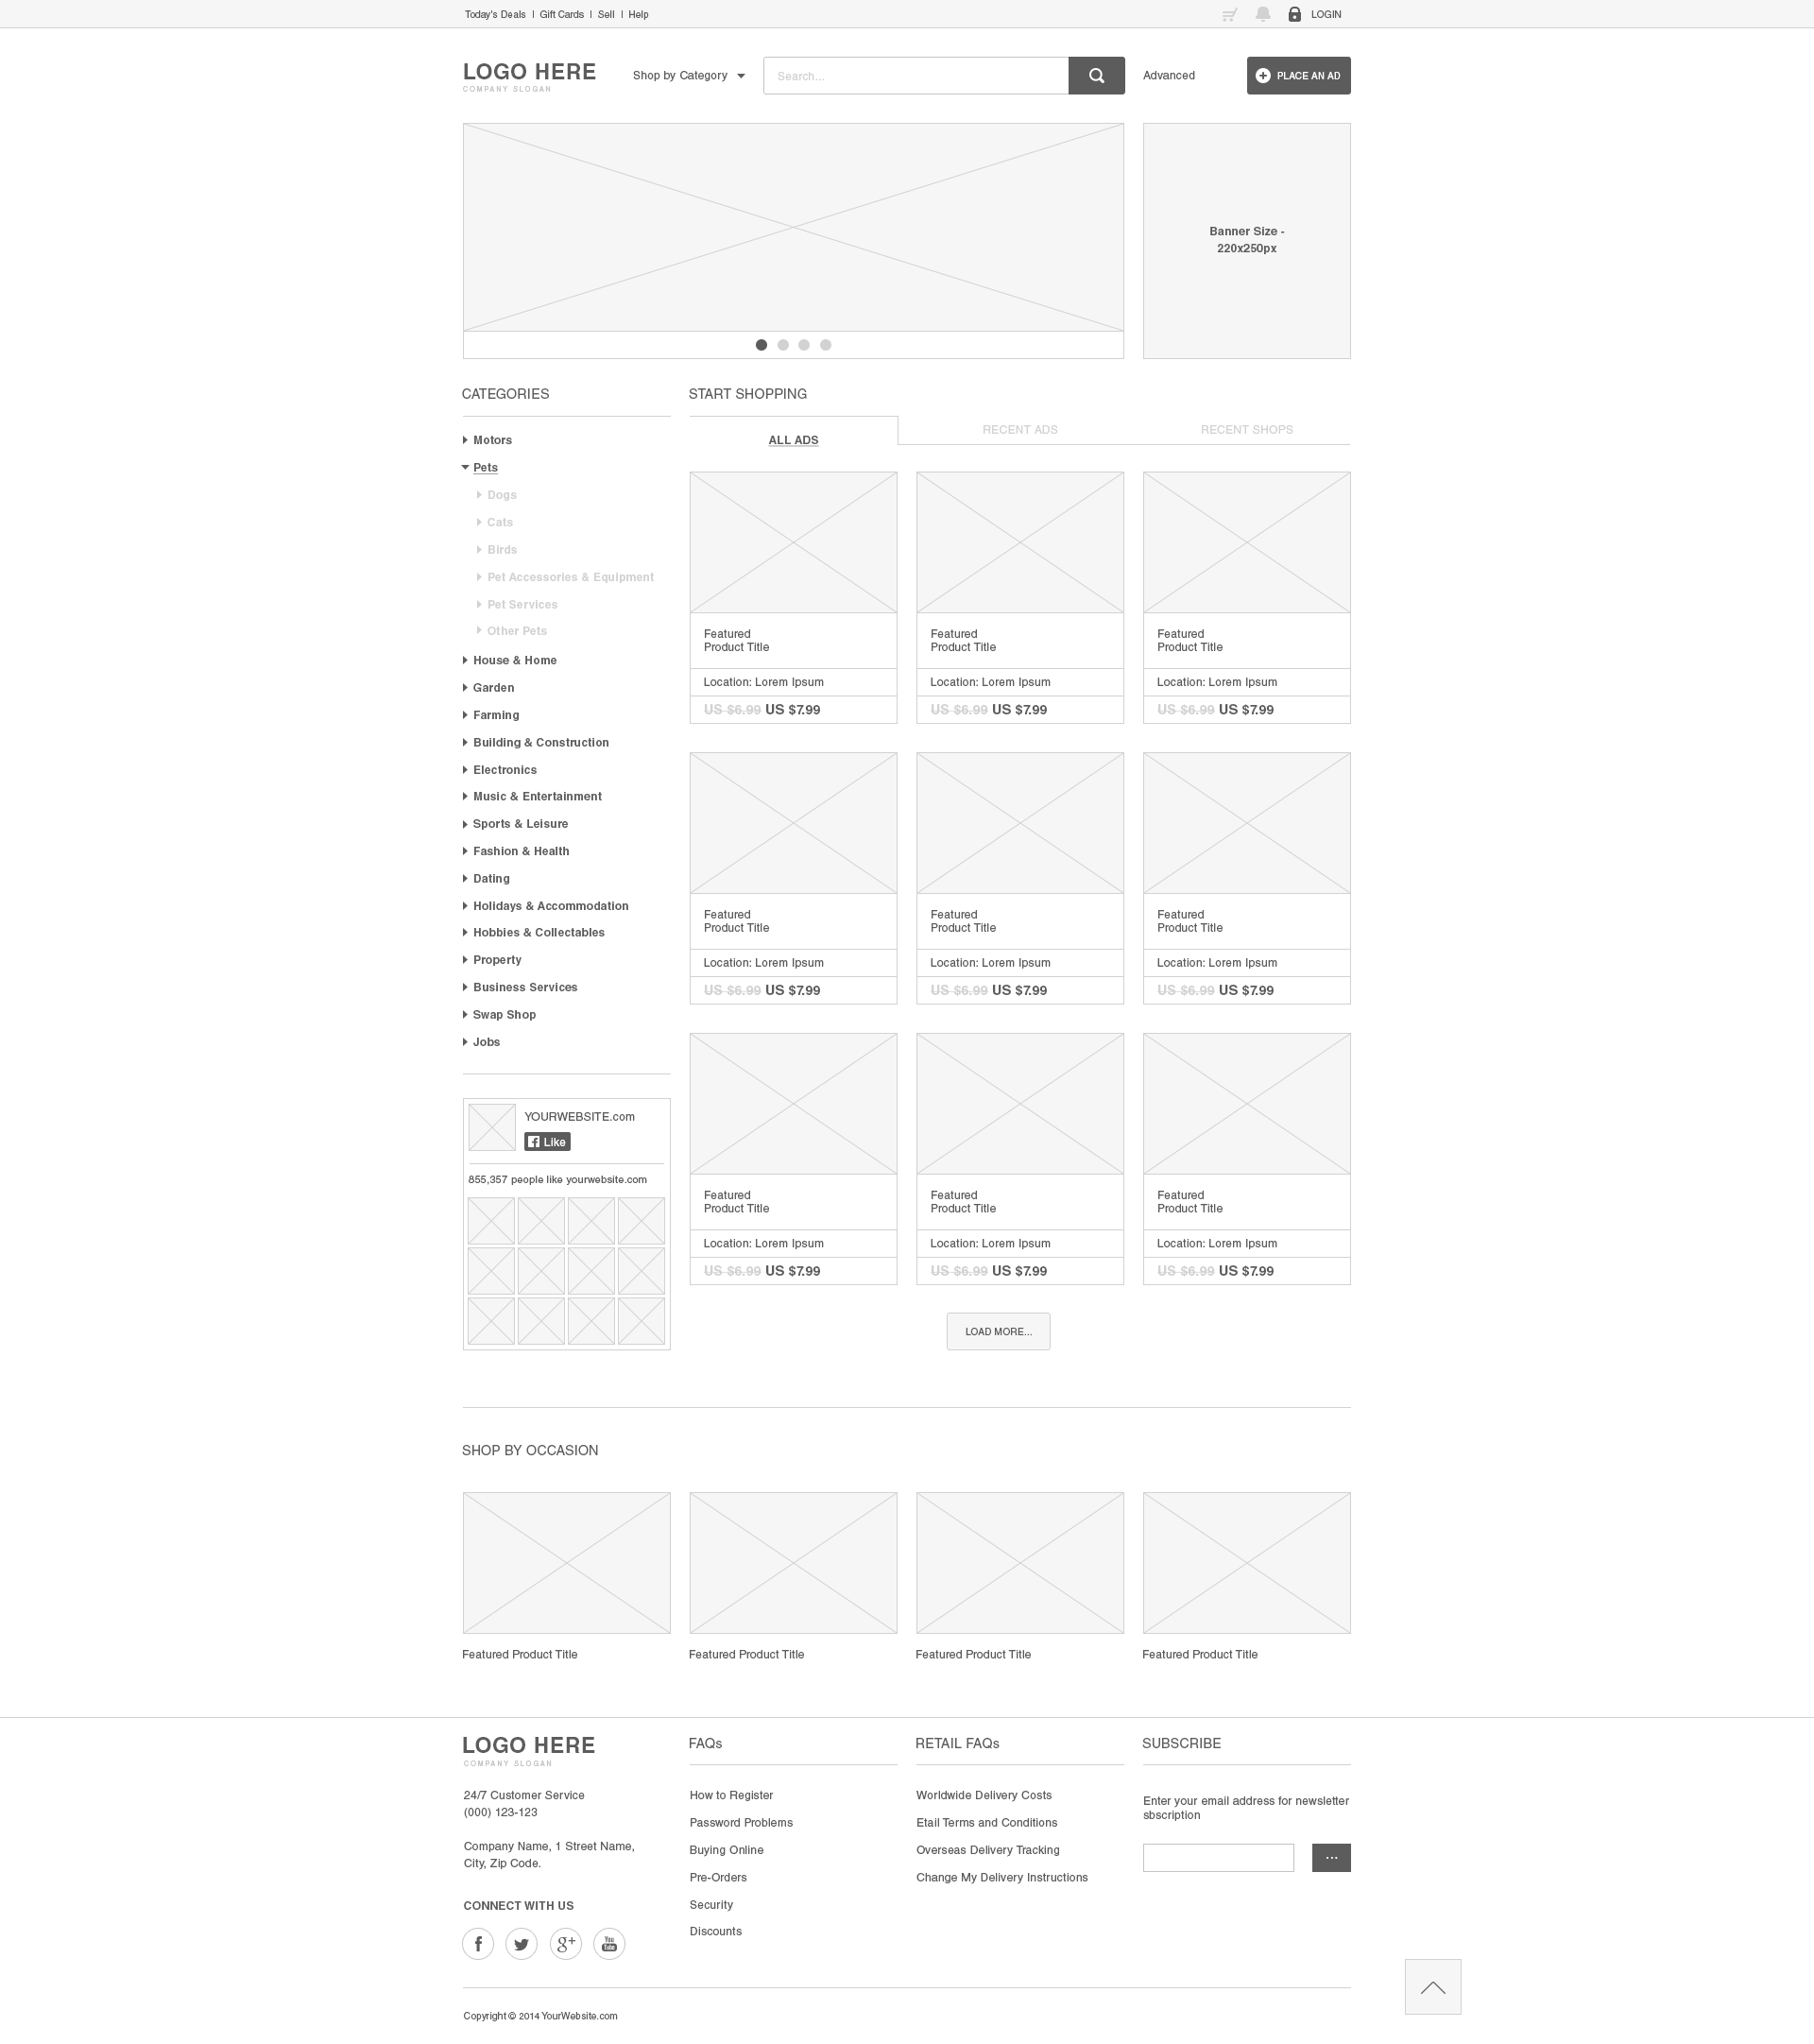 Today's Deals | Gift Cards | Sell | Help
LOGIN
LOGO HERE
COMPANY SLOGAN
Shop by Category
Search...
Advanced
PLACE AN AD
Banner Size -
220x250px
CATEGORIES
Motors
Pets
Dogs
Cats
Birds
Pet Accessories & Equipment
Pet Services
Other Pets
House & Home
Garden
Farming
Building & Construction
Electronics
Music & Entertainment
Sports & Leisure
Fashion & Health
Dating
Holidays & Accommodation
Hobbies & Collectables
Property
Business Services
Swap Shop
Jobs
YOURWEBSITE.com
Like
855,357 people like yourwebsite.com
START SHOPPING
ALL ADS
RECENT ADS
RECENT SHOPS
Featured
Product Title
Location: Lorem Ipsum
US $6.99 US $7.99
Featured
Product Title
Location: Lorem Ipsum
US $6.99 US $7.99
Featured
Product Title
Location: Lorem Ipsum
US $6.99 US $7.99
Featured
Product Title
Location: Lorem Ipsum
US $6.99 US $7.99
Featured
Product Title
Location: Lorem Ipsum
US $6.99 US $7.99
Featured
Product Title
Location: Lorem Ipsum
US $6.99 US $7.99
Featured
Product Title
Location: Lorem Ipsum
US $6.99 US $7.99
Featured
Product Title
Location: Lorem Ipsum
US $6.99 US $7.99
Featured
Product Title
Location: Lorem Ipsum
US $6.99 US $7.99
LOAD MORE...
SHOP BY OCCASION
Featured Product Title
Featured Product Title
Featured Product Title
Featured Product Title
LOGO HERE
COMPANY SLOGAN
24/7 Customer Service
(000) 123-123
Company Name, 1 Street Name,
City, Zip Code.
CONNECT WITH US
f
g+
You
Tube
FAQs
How to Register
Password Problems
Buying Online
Pre-Orders
Security
Discounts
RETAIL FAQs
Worldwide Delivery Costs
Etail Terms and Conditions
Overseas Delivery Tracking
Change My Delivery Instructions
SUBSCRIBE
Enter your email address for newsletter
sbscription
...
Copyright © 2014 YourWebsite.com